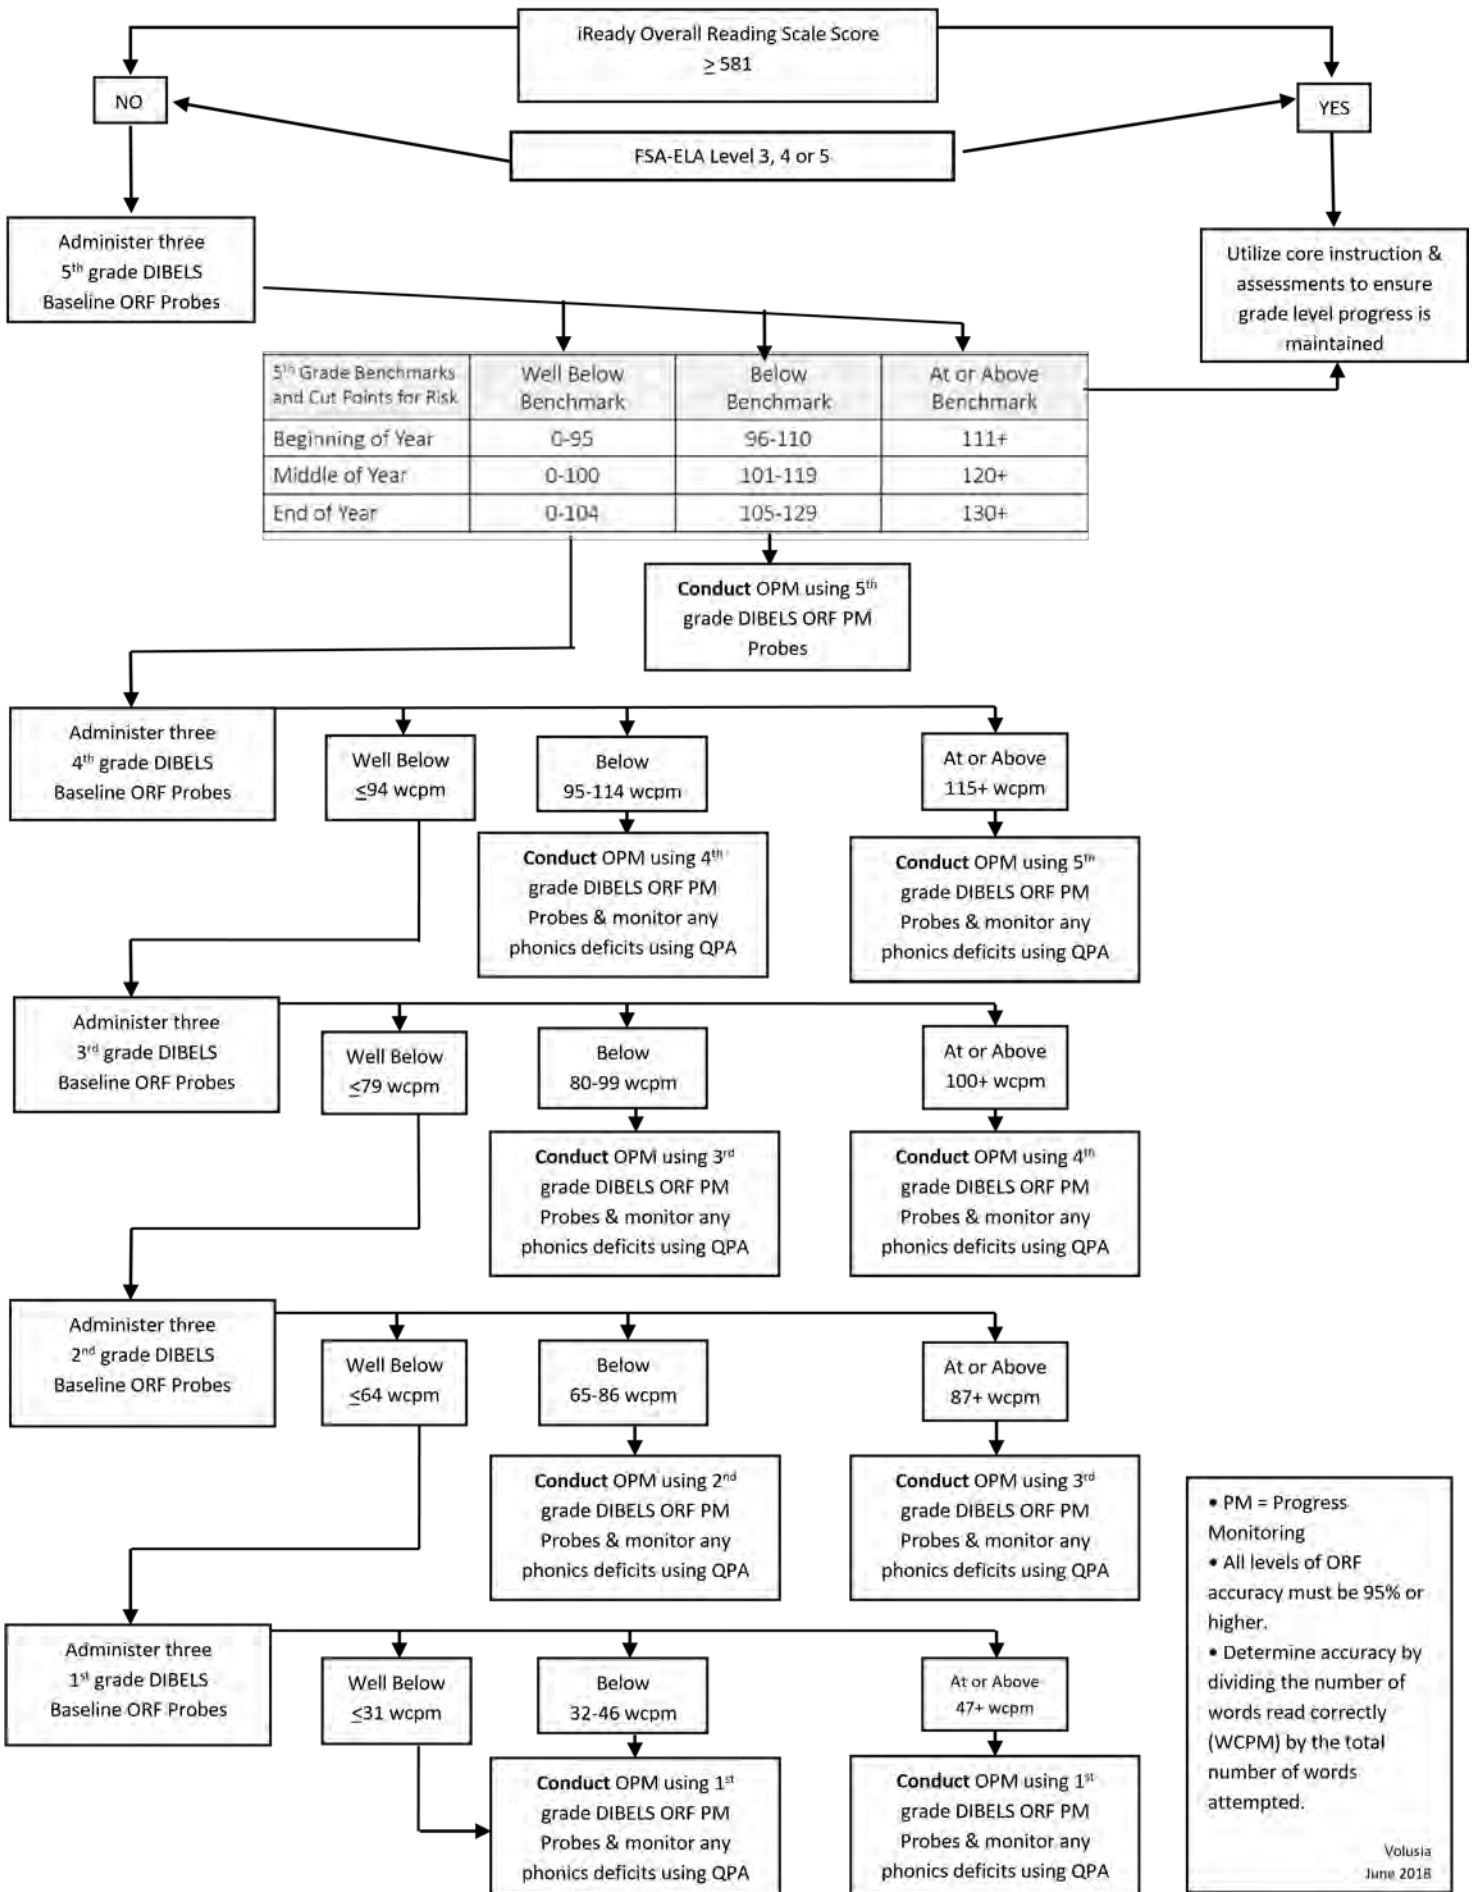 iReady Overall Reading Scale Score
≥ 581
NO
YES
FSA-ELA Level 3, 4 or 5
Administer three
5th grade DIBELS
Baseline ORF Probes
Utilize core instruction &
assessments to ensure
grade level progress is
maintained
5th Grade Benchmarks
and Cut Points for Risk
Well Below
Benchmark
Below
Benchmark
At or Above
Benchmark
Beginning of Year 0-95 96-110 111+
Middle of Year 0-100 101-119 120+
End of Year 0-104 105-129 130+
Conduct OPM using 5th
grade DIBELS ORF PM
Probes
Administer three
4th grade DIBELS
Baseline ORF Probes
Well Below
≤94 wcpm
Below
95-114 wcpm
At or Above
115+ wcpm
Conduct OPM using 4th
grade DIBELS ORF PM
Probes & monitor any
phonics deficits using QPA
Conduct OPM using 5th
grade DIBELS ORF PM
Probes & monitor any
phonics deficits using QPA
Administer three
3rd grade DIBELS
Baseline ORF Probes
Well Below
≤79 wcpm
Below
80-99 wcpm
At or Above
100+ wcpm
Conduct OPM using 3rd
grade DIBELS ORF PM
Probes & monitor any
phonics deficits using QPA
Conduct OPM using 4th
grade DIBELS ORF PM
Probes & monitor any
phonics deficits using QPA
Administer three
2nd grade DIBELS
Baseline ORF Probes
Well Below
≤64 wcpm
Below
65-86 wcpm
At or Above
87+ wcpm
Conduct OPM using 2nd
grade DIBELS ORF PM
Probes & monitor any
phonics deficits using QPA
Conduct OPM using 3rd
grade DIBELS ORF PM
Probes & monitor any
phonics deficits using QPA
Administer three
1st grade DIBELS
Baseline ORF Probes
Well Below
≤31 wcpm
Below
32-46 wcpm
At or Above
47+ wcpm
Conduct OPM using 1st
grade DIBELS ORF PM
Probes & monitor any
phonics deficits using QPA
Conduct OPM using 1st
grade DIBELS ORF PM
Probes & monitor any
phonics deficits using QPA
• PM = Progress
Monitoring
• All levels of ORF
accuracy must be 95% or
higher.
• Determine accuracy by
dividing the number of
words read correctly
(WCPM) by the total
number of words
attempted.
Volusia
June 2018